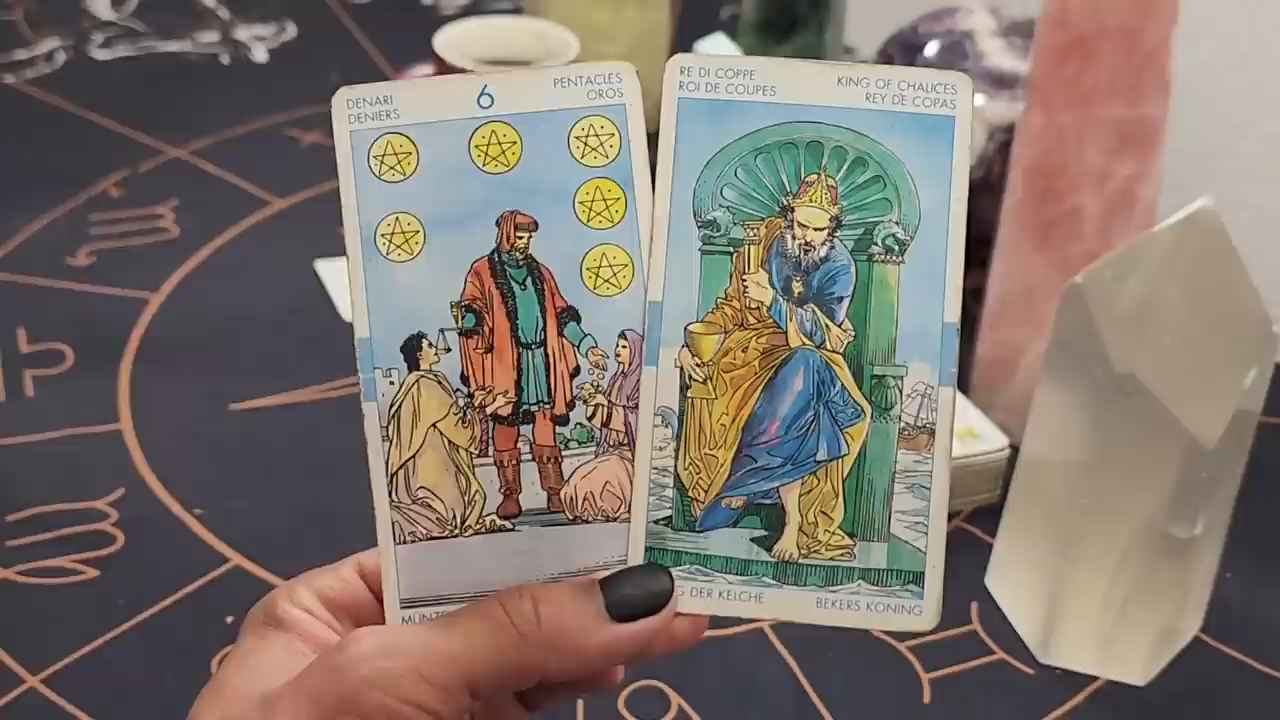 DENARI
DENIERS
6
PENTACLES
OROS
RE DI COPPE
ROI DE COUPES
KING OF CHALICES
REY DE COPAS
DER KELCHE
BEKERS KONING